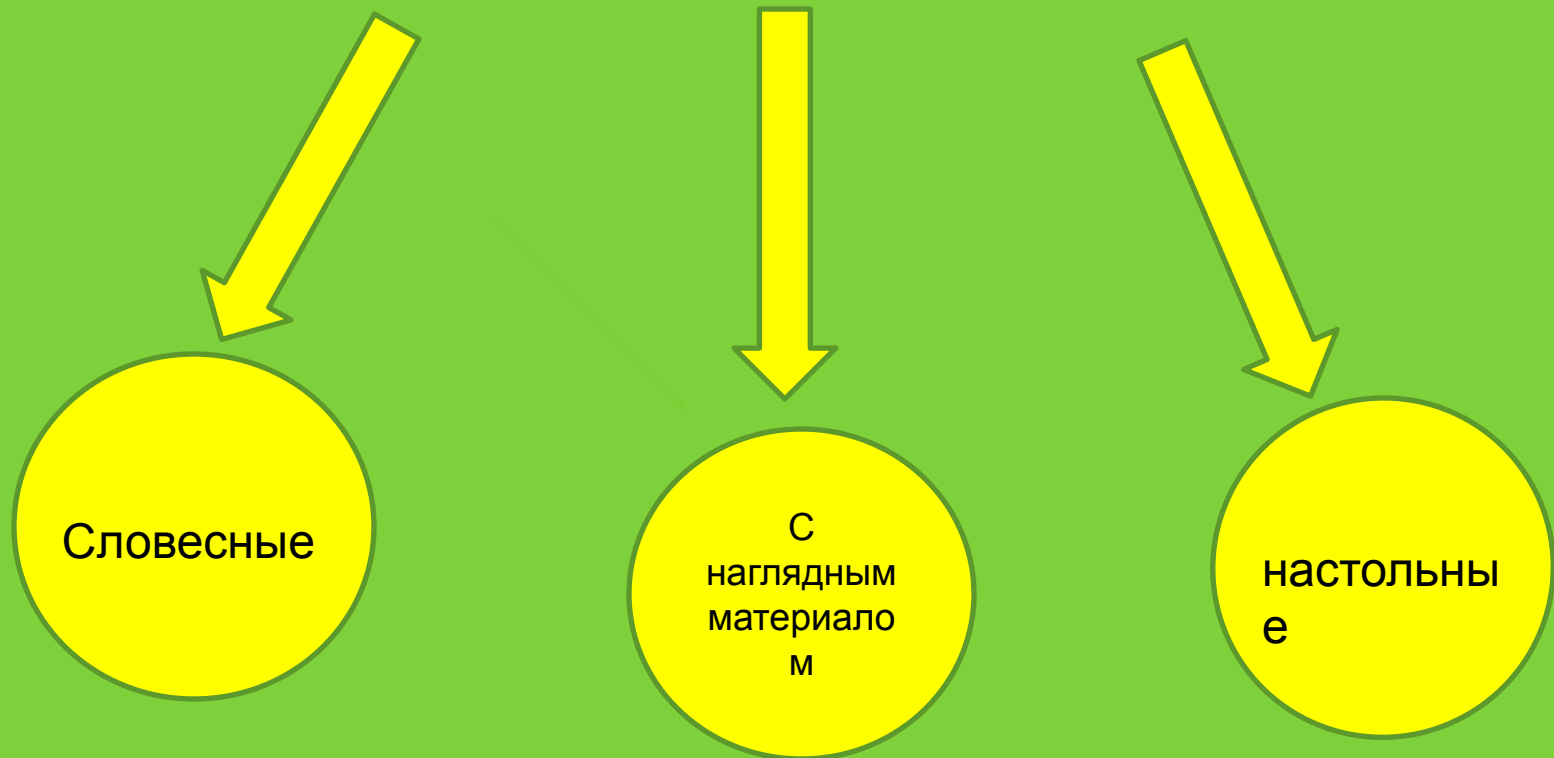 Словесные
С
наглядным
материало
м
настольны
е